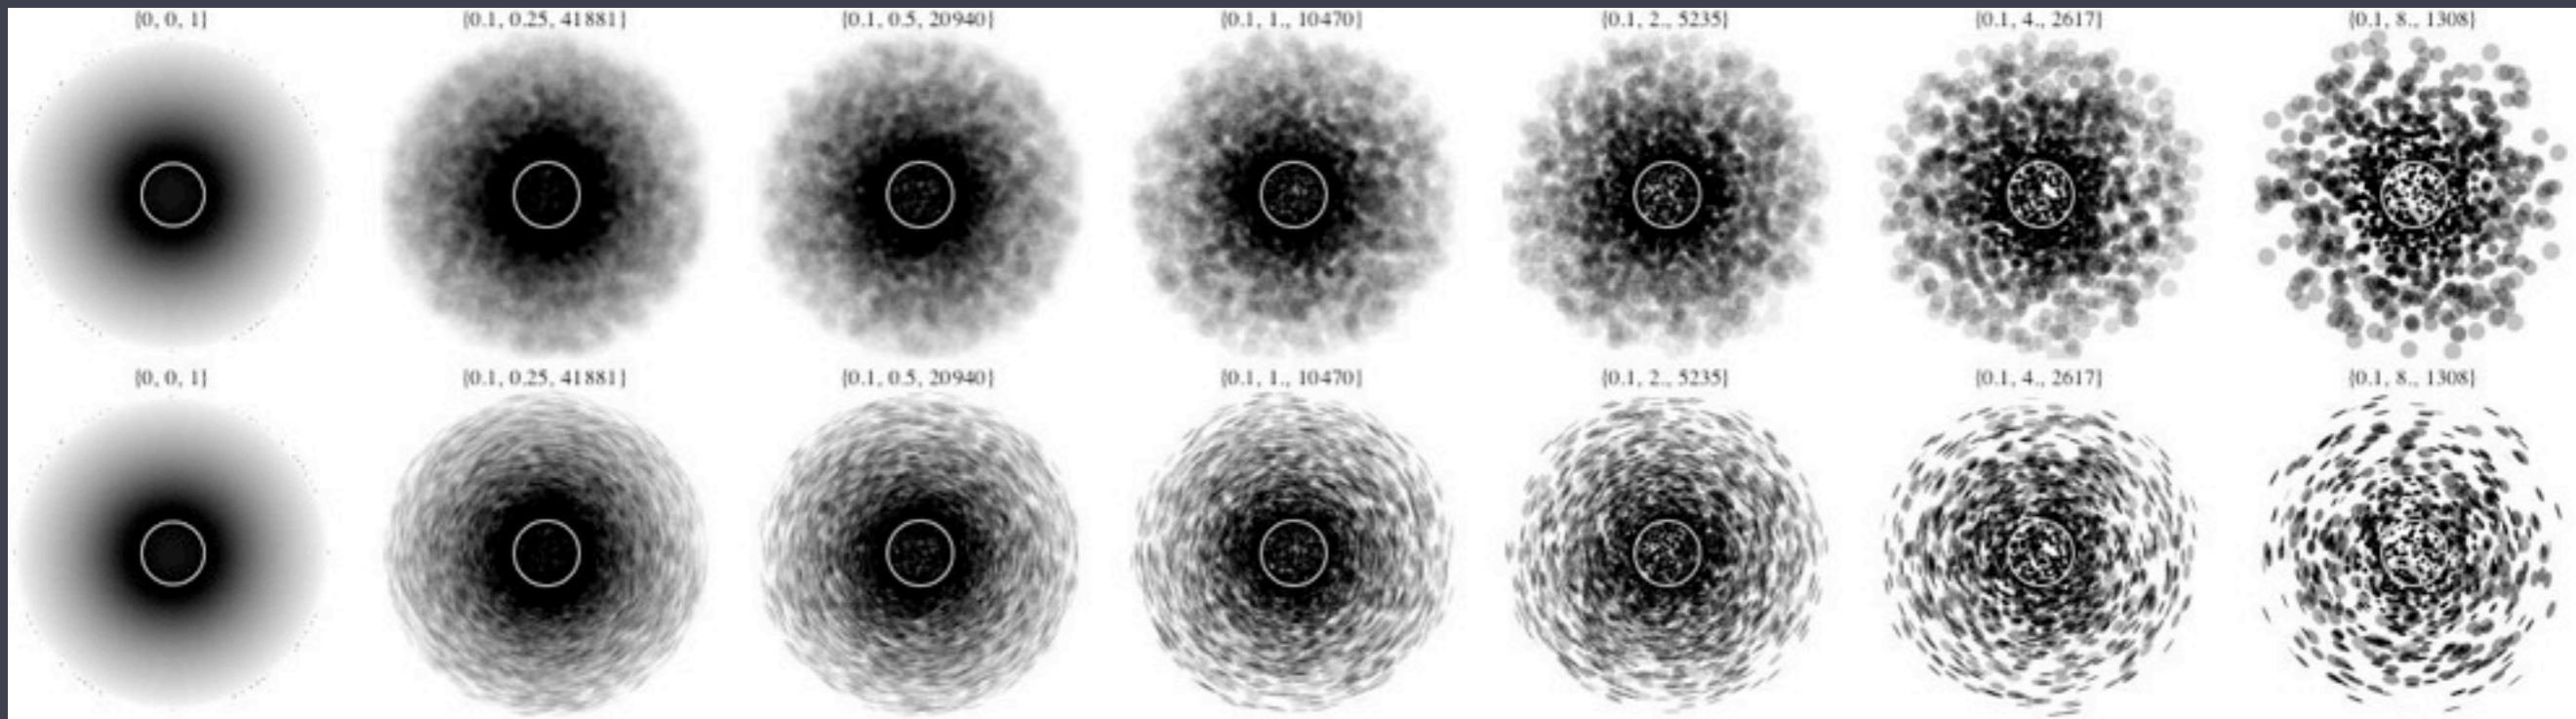 {0, 0, 1} {0.1, 0.25, 41881} {0.1, 0.5, 20940} {0.1, 1., 10470} {0.1, 2., 5235} {0.1, 4., 2617} {0.1, 8., 1308}
{0, 0, 1} {0.1, 0.25, 41881} {0.1, 0.5, 20940} {0.1, 1., 10470} {0.1, 2., 5235} {0.1, 4., 2617} {0.1, 8., 1308}